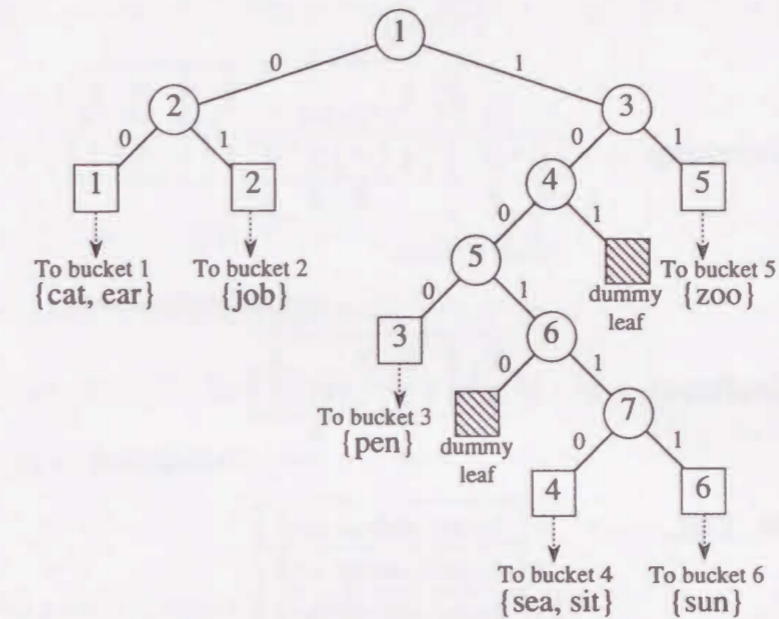 1
0 1
2 3
0 1 0 1
1 2 4 5
0 1
To bucket 1 To bucket 2 5 To bucket 5
{cat, ear} {job} dummy {zoo}
0 1 leaf
3 6
0 1
To bucket 3 7
{pen} dummy
leaf
0 1
4 6
To bucket 4 To bucket 6
{sea, sit} {sun}